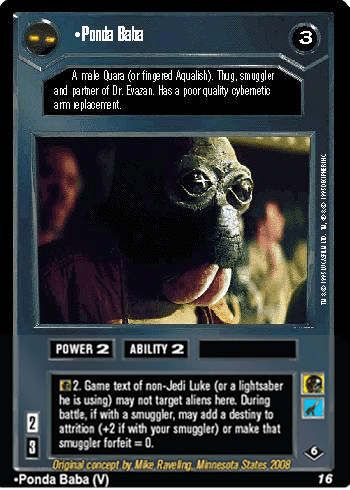 •Ponda Baba
3
A male Quara (or fingered Aqualish). Thug, smuggler
and partner of Dr. Evazan. Has a poor quality cybernetic
arm replacement.
POWER 2 ABILITY 2
2. Game text of non-Jedi Luke (or a lightsaber
he is using) may not target aliens here. During
battle, if with a smuggler, may add a destiny
to attrition (+2 if with your smuggler) or make that
smuggler forfeit = 0.
2
3
6
Original concept by Mike Raveling, Minnesota States 2008
•Ponda Baba (V) 16